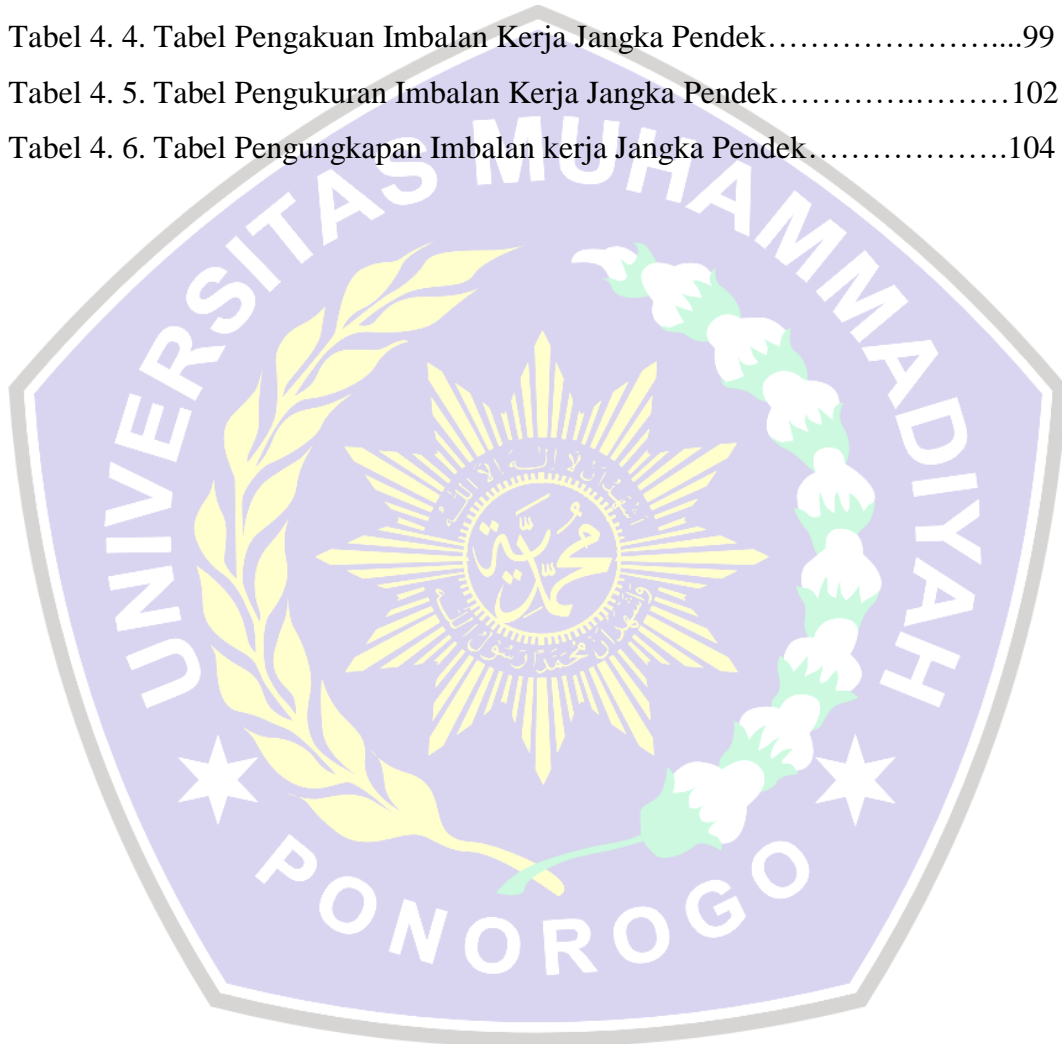 Tabel 4. 4. Tabel Pengakuan Imbalan Kerja Jangka Pendek…………………....99
Tabel 4. 5. Tabel Pengukuran Imbalan Kerja Jangka Pendek………….………102
Tabel 4. 6. Tabel Pengungkapan Imbalan kerja Jangka Pendek……………….104
UNIVERSITAS MUHAMMADIYAH
محمدية
PONOROGO